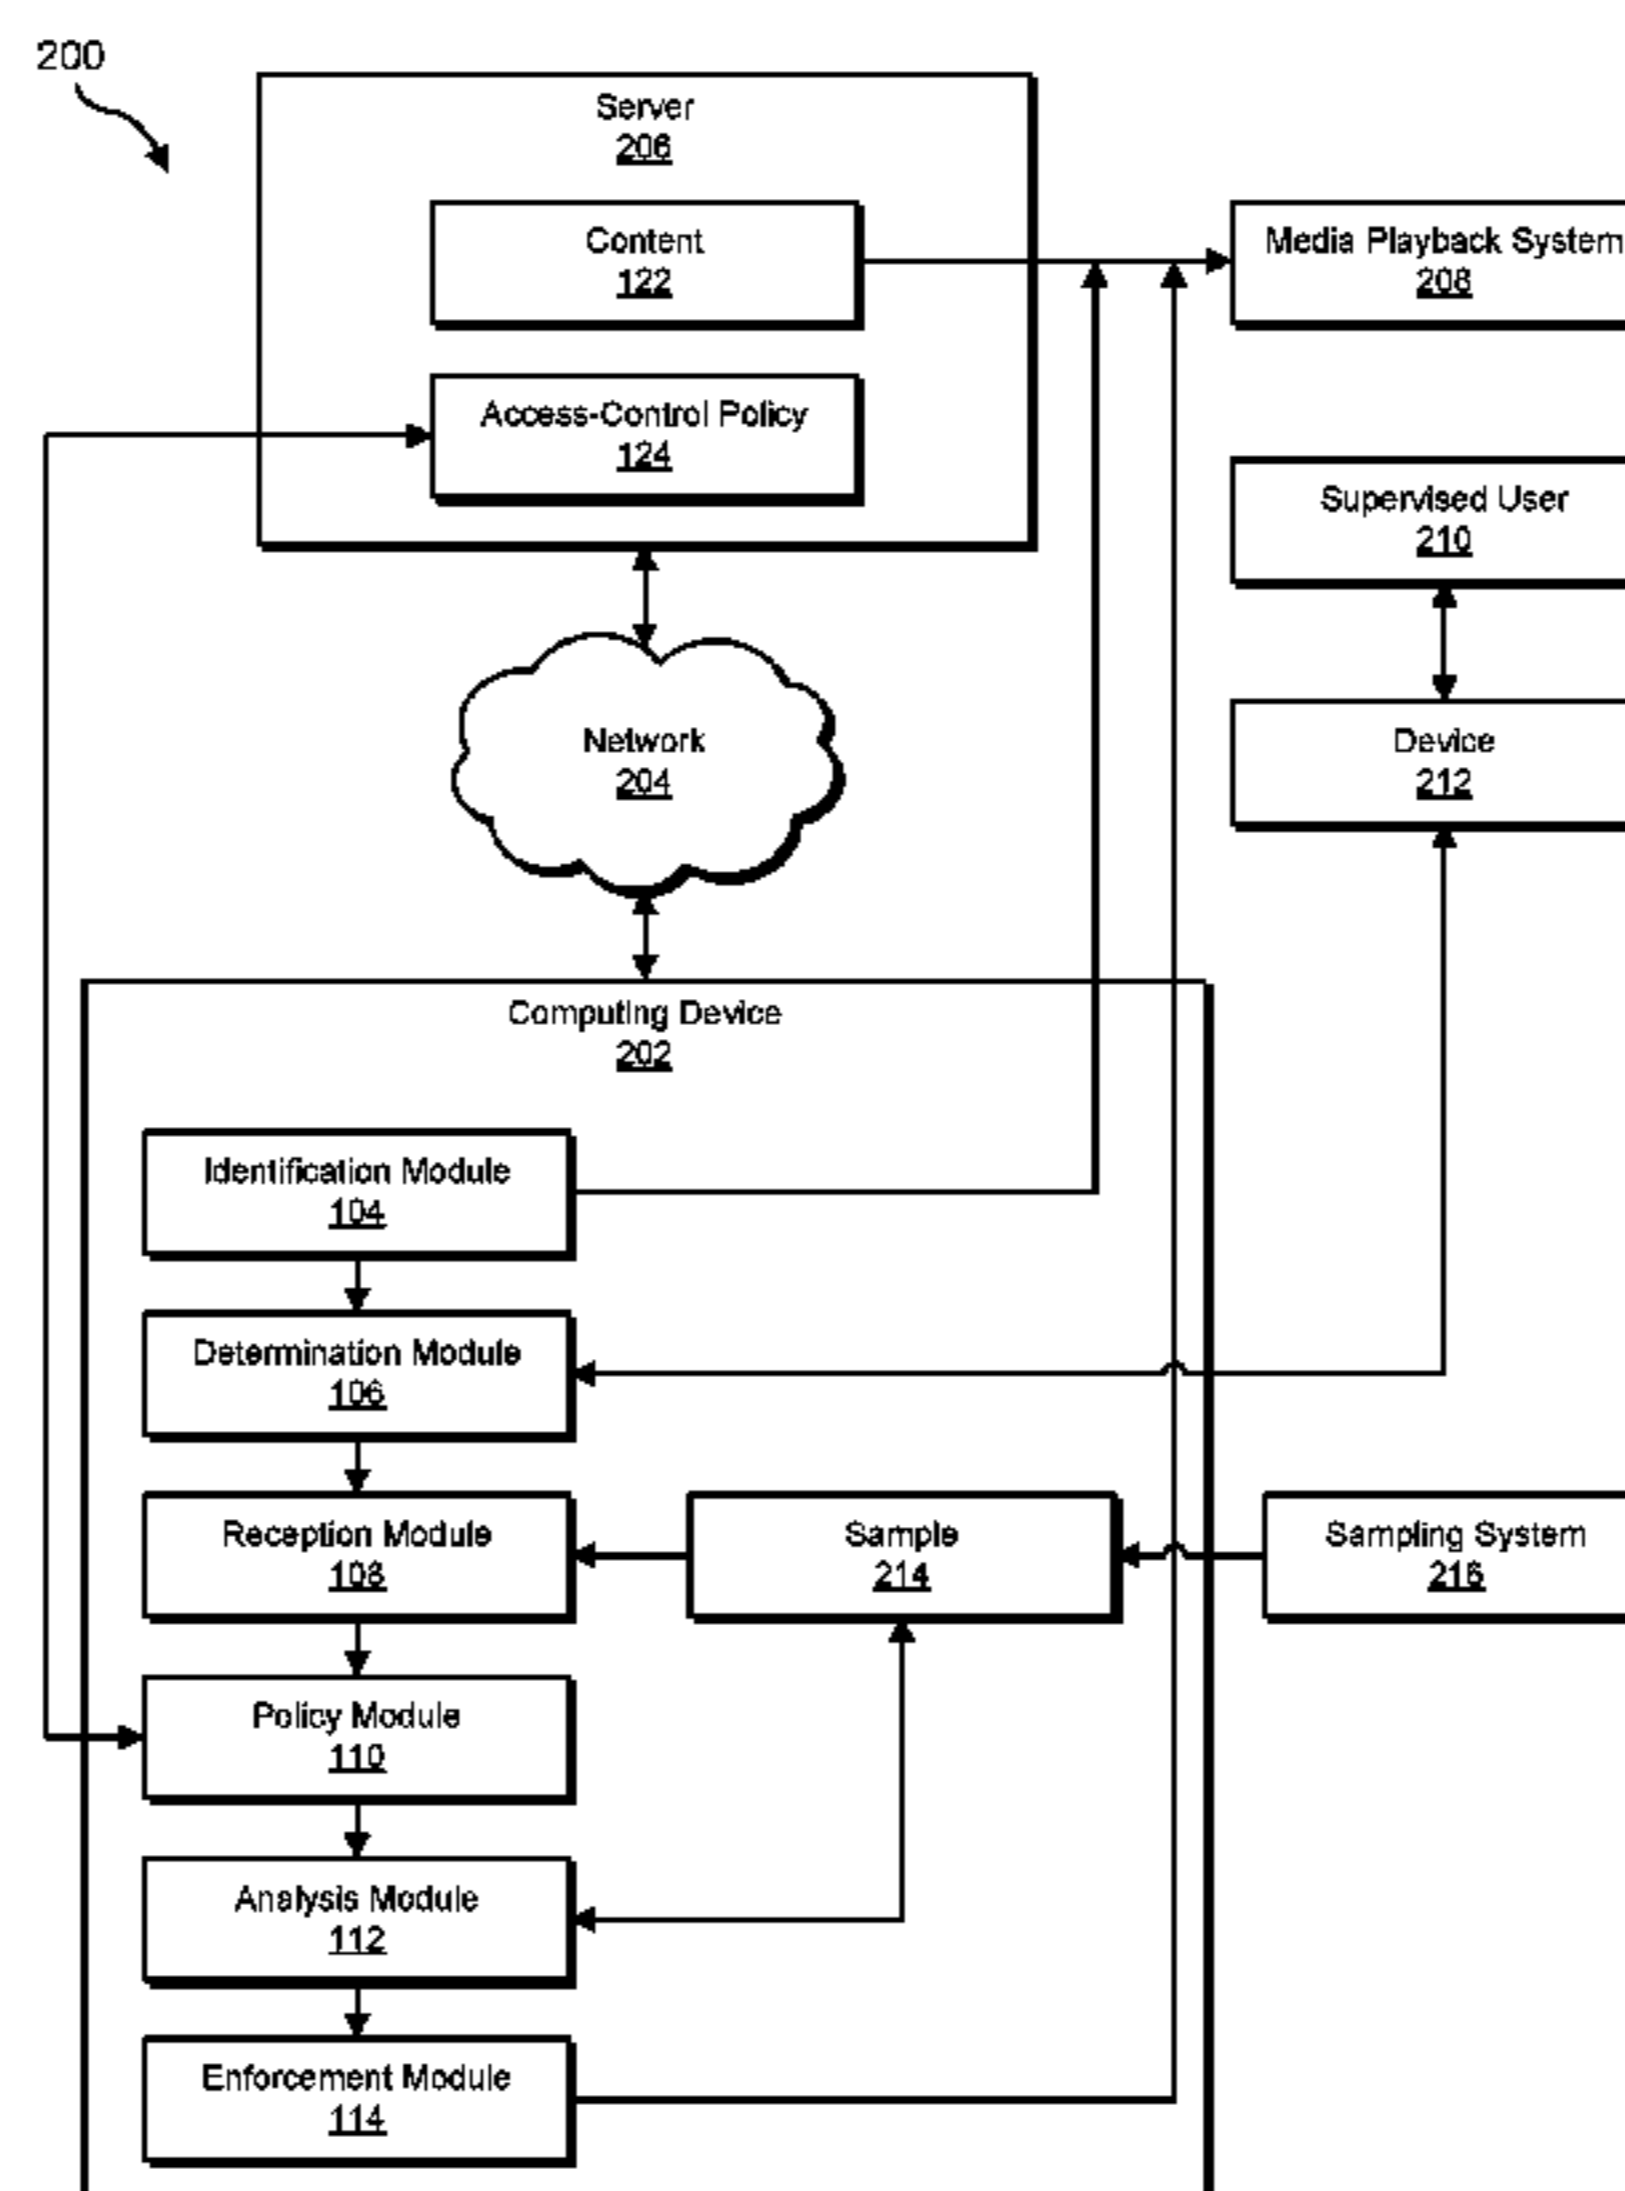 200
Server
206
Content
122
Media Playback System
208
Access-Control Policy
124
Supervised User
210
Network
204
Device
212
Computing Device
202
Identification Module
104
Determination Module
106
Reception Module
108
Sample
214
Sampling System
216
Policy Module
110
Analysis Module
112
Enforcement Module
114